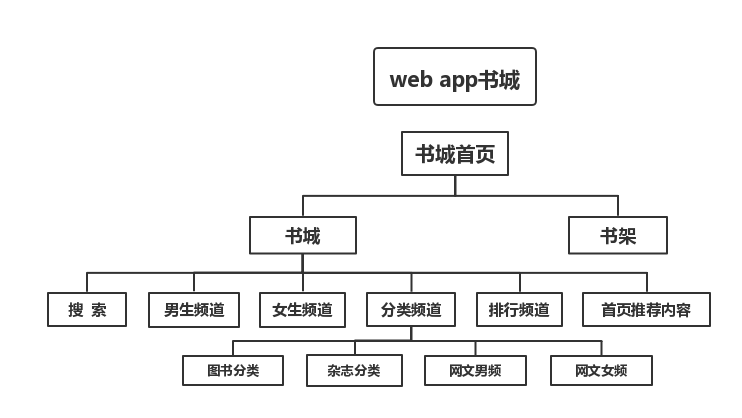 web app书城
书城首页
书城
书架
搜 索
男生频道
女生频道
分类频道
排行频道
首页推荐内容
图书分类
杂志分类
网文男频
网文女频